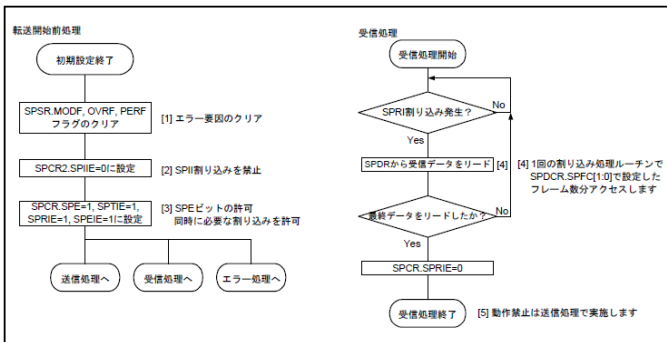 転送開始前処理
初期設定終了
SPSR.MODF, OVRF, PERF
フラグのクリア
[1] エラー要因のクリア
SPCR2.SPIIE=0に設定
[2] SPII割り込みを禁止
SPCR.SPE=1, SPTIE=1,
SPRIE=1, SPEIE=1に設定
[3] SPEビットの許可
同時に必要な割り込みを許可
送信処理へ
受信処理へ
エラー処理へ
受信処理
受信処理開始
SPRI割り込み発生？
No
Yes
SPDRから受信データをリード
[4]
[4] 1回の割り込み処理ルーチンで
SPDCR.SPFC[1:0]で設定した
フレーム数分アクセスします
最終データをリードしたか？
No
Yes
SPCR.SPRIE=0
受信処理終了
[5] 動作禁止は送信処理で実施します